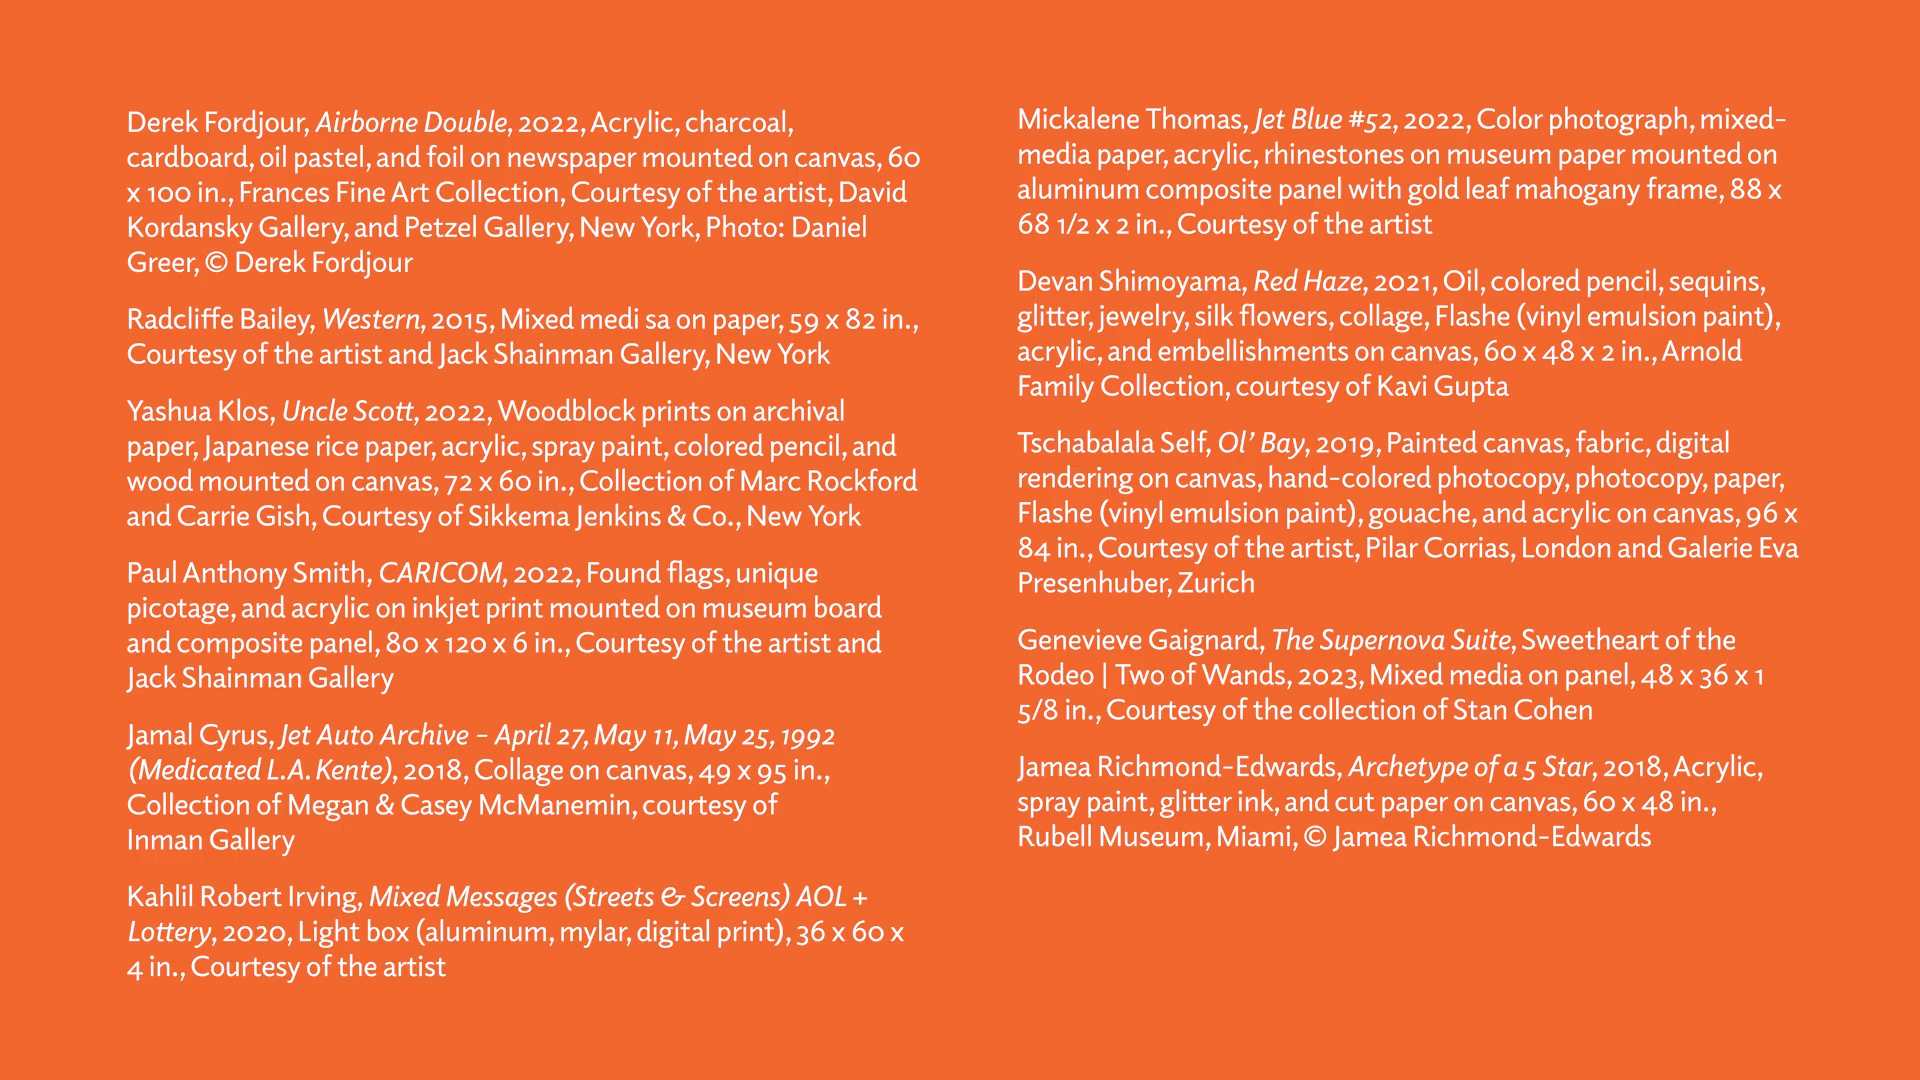 Derek Fordjour, Airborne Double, 2022, Acrylic, charcoal,
cardboard, oil pastel, and foil on newspaper mounted on canvas, 60
x 100 in., Frances Fine Art Collection, Courtesy of the artist, David
Kordansky Gallery, and Petzel Gallery, New York, Photo: Daniel
Greer, © Derek Fordjour
Radcliffe Bailey, Western, 2015, Mixed medi sa on paper, 59 x 82 in.,
Courtesy of the artist and Jack Shainman Gallery, New York
Yashua Klos, Uncle Scott, 2022, Woodblock prints on archival
paper, Japanese rice paper, acrylic, spray paint, colored pencil, and
wood mounted on canvas, 72 x 60 in., Collection of Marc Rockford
and Carrie Gish, Courtesy of Sikkema Jenkins & Co., New York
Paul Anthony Smith, CARICOM, 2022, Found flags, unique
picotage, and acrylic on inkjet print mounted on museum board
and composite panel, 80 x 120 x 6 in., Courtesy of the artist and
Jack Shainman Gallery
Jamal Cyrus, Jet Auto Archive – April 27, May 11, May 25, 1992
(Medicated L.A. Kente), 2018, Collage on canvas, 49 x 95 in.,
Collection of Megan & Casey McManemin, courtesy of
Inman Gallery
Kahlil Robert Irving, Mixed Messages (Streets & Screens) AOL +
Lottery, 2020, Light box (aluminum, mylar, digital print), 36 x 60 x
4 in., Courtesy of the artist
Mickalene Thomas, Jet Blue #52, 2022, Color photograph, mixed-
media paper, acrylic, rhinestones on museum paper mounted on
aluminum composite panel with gold leaf mahogany frame, 88 x
68 1/2 x 2 in., Courtesy of the artist
Devan Shimoyama, Red Haze, 2021, Oil, colored pencil, sequins,
glitter, jewelry, silk flowers, collage, Flashe (vinyl emulsion paint),
acrylic, and embellishments on canvas, 60 x 48 x 2 in., Arnold
Family Collection, courtesy of Kavi Gupta
Tschabalala Self, Ol’ Bay, 2019, Painted canvas, fabric, digital
rendering on canvas, hand-colored photocopy, photocopy, paper,
Flashe (vinyl emulsion paint), gouache, and acrylic on canvas, 96 x
84 in., Courtesy of the artist, Pilar Corrias, London and Galerie Eva
Presenhuber, Zurich
Genevieve Gaignard, The Supernova Suite, Sweetheart of the
Rodeo | Two of Wands, 2023, Mixed media on panel, 48 x 36 x 1
5/8 in., Courtesy of the collection of Stan Cohen
Jamea Richmond-Edwards, Archetype of a 5 Star, 2018, Acrylic,
spray paint, glitter ink, and cut paper on canvas, 60 x 48 in.,
Rubell Museum, Miami, © Jamea Richmond-Edwards